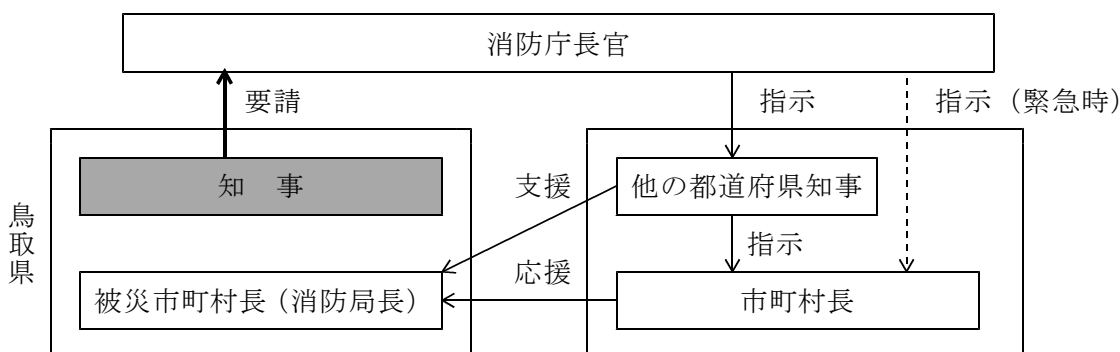 消防庁長官
要請
指示
指示（緊急時）
鳥取県
知　事
支援
他の都道府県知事
指示
応援
被災市町村長（消防局長）
市町村長